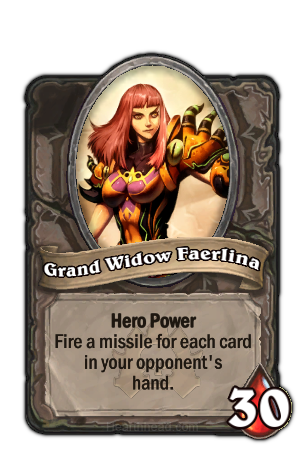 Grand Widow Faerlina
Hero Power
Fire a missile for each card
in your opponent's
hand.
30